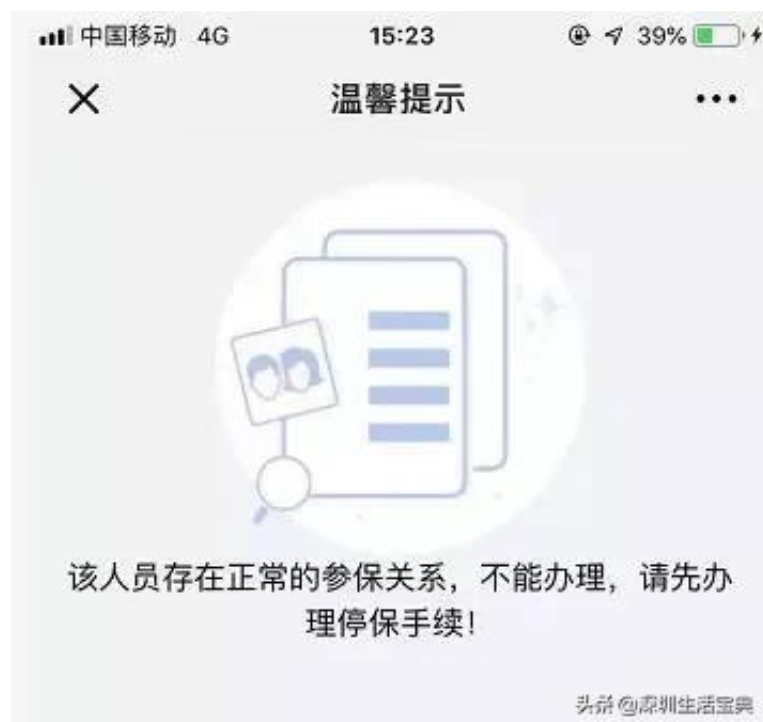 中国移动 4G 15:23 39%
温馨提示
该人员存在正常的参保关系，不能办理，请先办
理停保手续！
头条 @深圳生活宝典